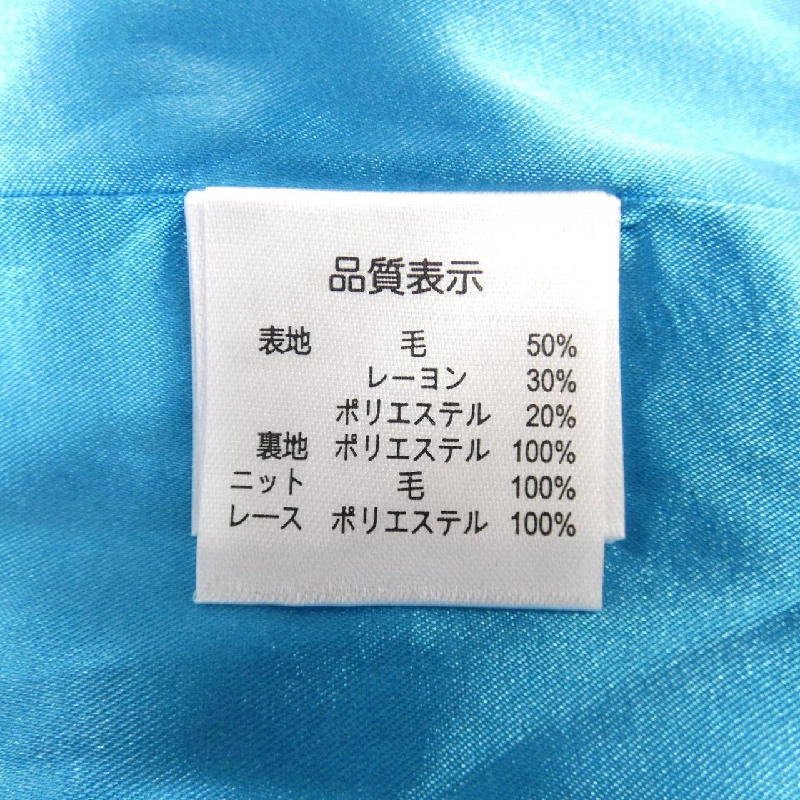 品質表示
表地 毛 50%
レーヨン 30%
ポリエステル 20%
裏地 ポリエステル 100%
ニット 毛 100%
レース ポリエステル 100%